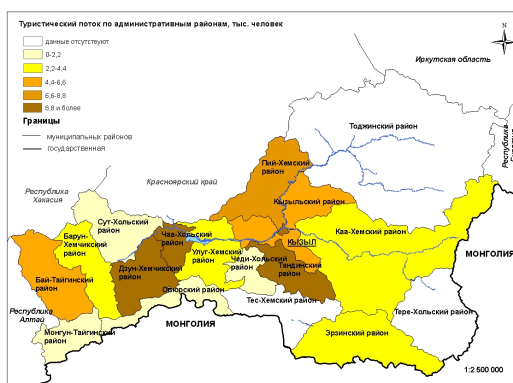 Туристический поток по административным районам, тыс. человек
данные отсутствуют
0-2,2
2,2-4,4
4,4-6,6
6,6-8,8
8,8 и более
Границы
муниципальных районов
государственная
N
Иркутская область
Республика
Тоджинский район
Пий-Хемский
район
Красноярский край
Республика
Хакасия
Кызыльский район
Сут-Хольский
район
Каа-Хемский район
Чаа-Хольский
район
Барун-
Хемчикский
район
КЫЗЫЛ
МОНГОЛИЯ
Улуг-Хемский
район
Чеди-Хольский
район
Тандинский
район
Дзун-Хемчикский
район
Бай-Тайгинский
район
Овюрский район
Тес-Хемский район
Тере-Хольский район
Республика
Алтай
МОНГОЛИЯ
Эрзинский район
Монгун-Тайгинский
район
1:2 500 000